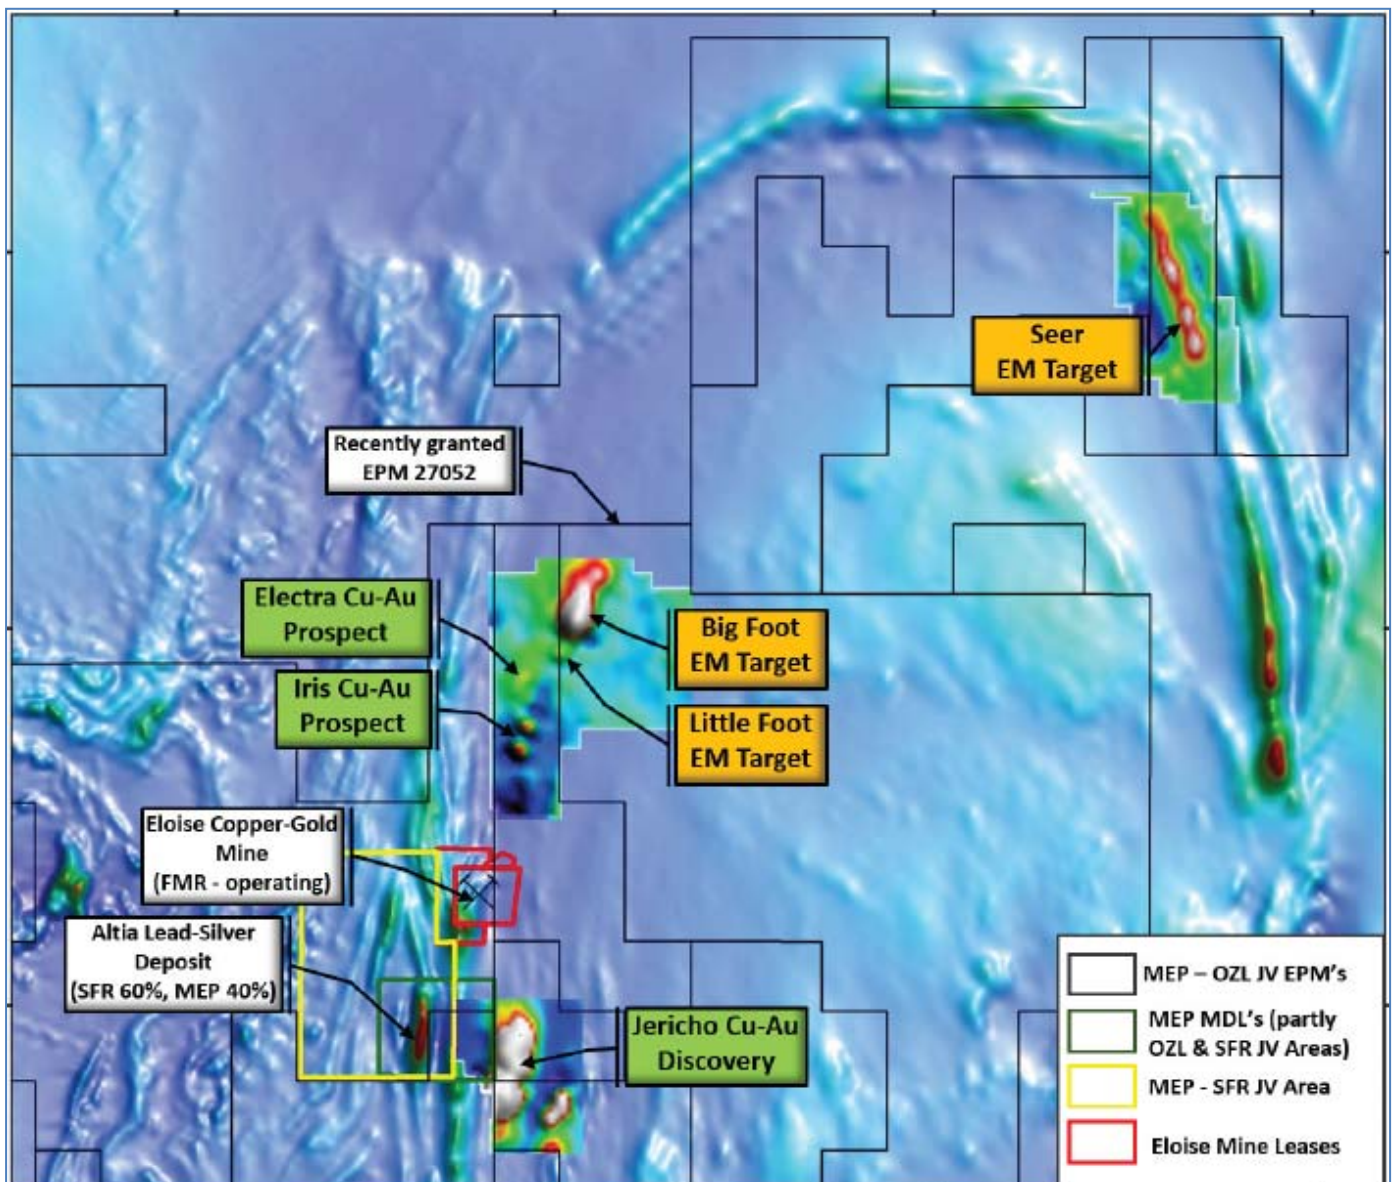 Seer
EM Target
Recently granted
EPM 27052
Electra Cu-Au
Prospect
Big Foot
EM Target
Iris Cu-Au
Prospect
Little Foot
EM Target
Eloise Copper-Gold
Mine
(FMR - operating)
Altia Lead-Silver
Deposit
(SFR 60%, MEP 40%)
Jericho Cu-Au
Discovery
MEP – OZL JV EPM's
MEP MDL's (partly
OZL & SFR JV Areas)
MEP - SFR JV Area
Eloise Mine Leases